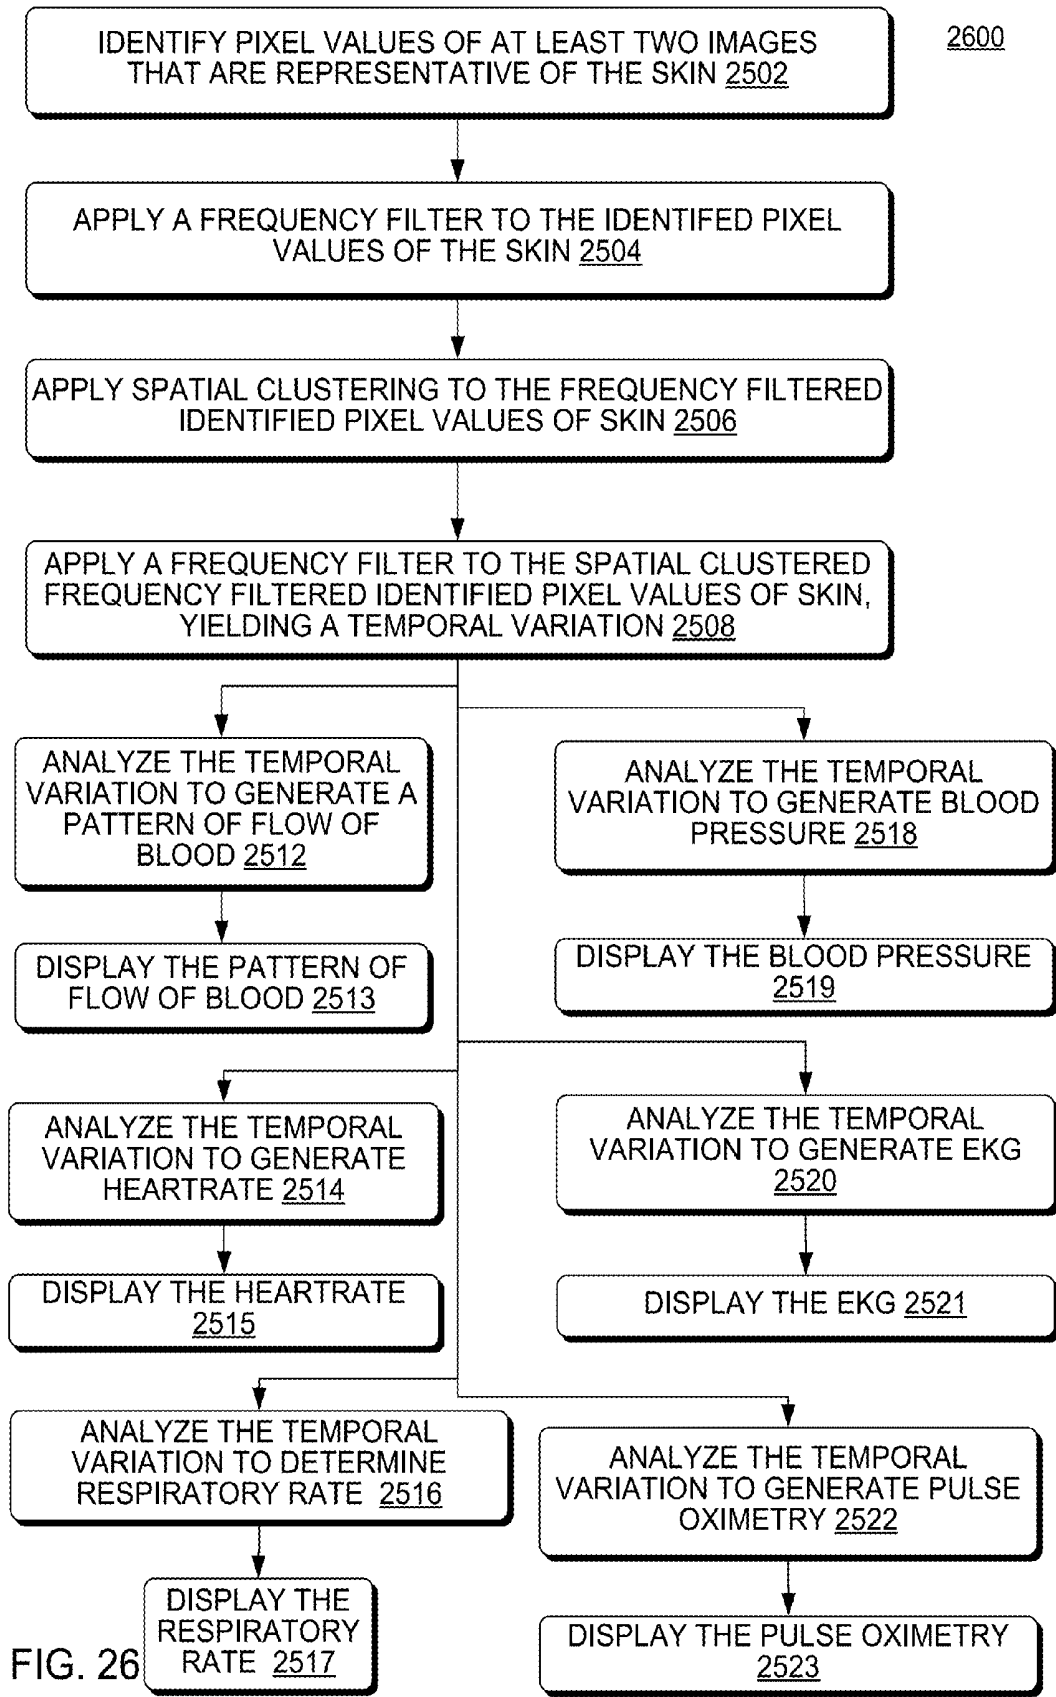 IDENTIFY PIXEL VALUES OF AT LEAST TWO IMAGES
THAT ARE REPRESENTATIVE OF THE SKIN 2502
2600
APPLY A FREQUENCY FILTER TO THE IDENTIFED PIXEL
VALUES OF THE SKIN 2504
APPLY SPATIAL CLUSTERING TO THE FREQUENCY FILTERED
IDENTIFIED PIXEL VALUES OF SKIN 2506
APPLY A FREQUENCY FILTER TO THE SPATIAL CLUSTERED
FREQUENCY FILTERED IDENTIFIED PIXEL VALUES OF SKIN,
YIELDING A TEMPORAL VARIATION 2508
ANALYZE THE TEMPORAL
VARIATION TO GENERATE A
PATTERN OF FLOW OF
BLOOD 2512
DISPLAY THE PATTERN OF
FLOW OF BLOOD 2513
ANALYZE THE TEMPORAL
VARIATION TO GENERATE BLOOD
PRESSURE 2518
DISPLAY THE BLOOD PRESSURE
2519
ANALYZE THE TEMPORAL
VARIATION TO GENERATE
HEARTRATE 2514
DISPLAY THE HEARTRATE
2515
ANALYZE THE TEMPORAL
VARIATION TO GENERATE EKG
2520
DISPLAY THE EKG 2521
ANALYZE THE TEMPORAL
VARIATION TO DETERMINE
RESPIRATORY RATE 2516
DISPLAY THE
RESPIRATORY
RATE 2517
ANALYZE THE TEMPORAL
VARIATION TO GENERATE PULSE
OXIMETRY 2522
DISPLAY THE PULSE OXIMETRY
2523
FIG. 26